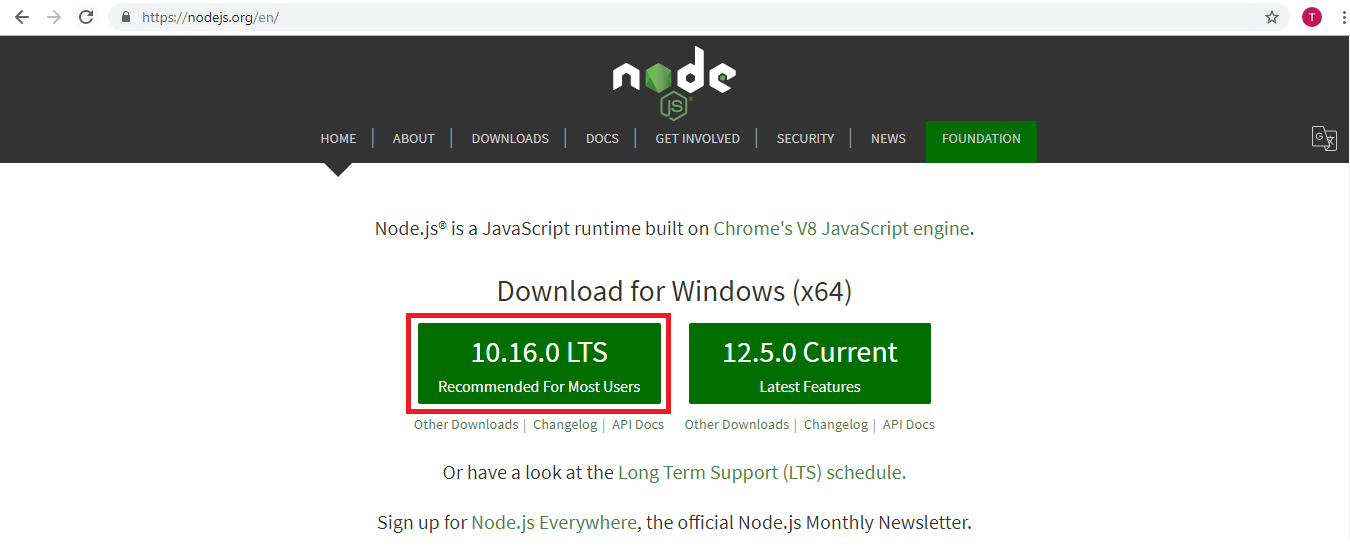 https://nodejs.org/en/
T
node
JS
HOME | ABOUT | DOWNLOADS | DOCS | GET INVOLVED | SECURITY | NEWS FOUNDATION
Node.js® is a JavaScript runtime built on Chrome's V8 JavaScript engine.
Download for Windows (x64)
10.16.0 LTS
Recommended For Most Users
12.5.0 Current
Latest Features
Other Downloads | Changelog | API Docs
Other Downloads | Changelog | API Docs
Or have a look at the Long Term Support (LTS) schedule.
Sign up for Node.js Everywhere, the official Node.js Monthly Newsletter.